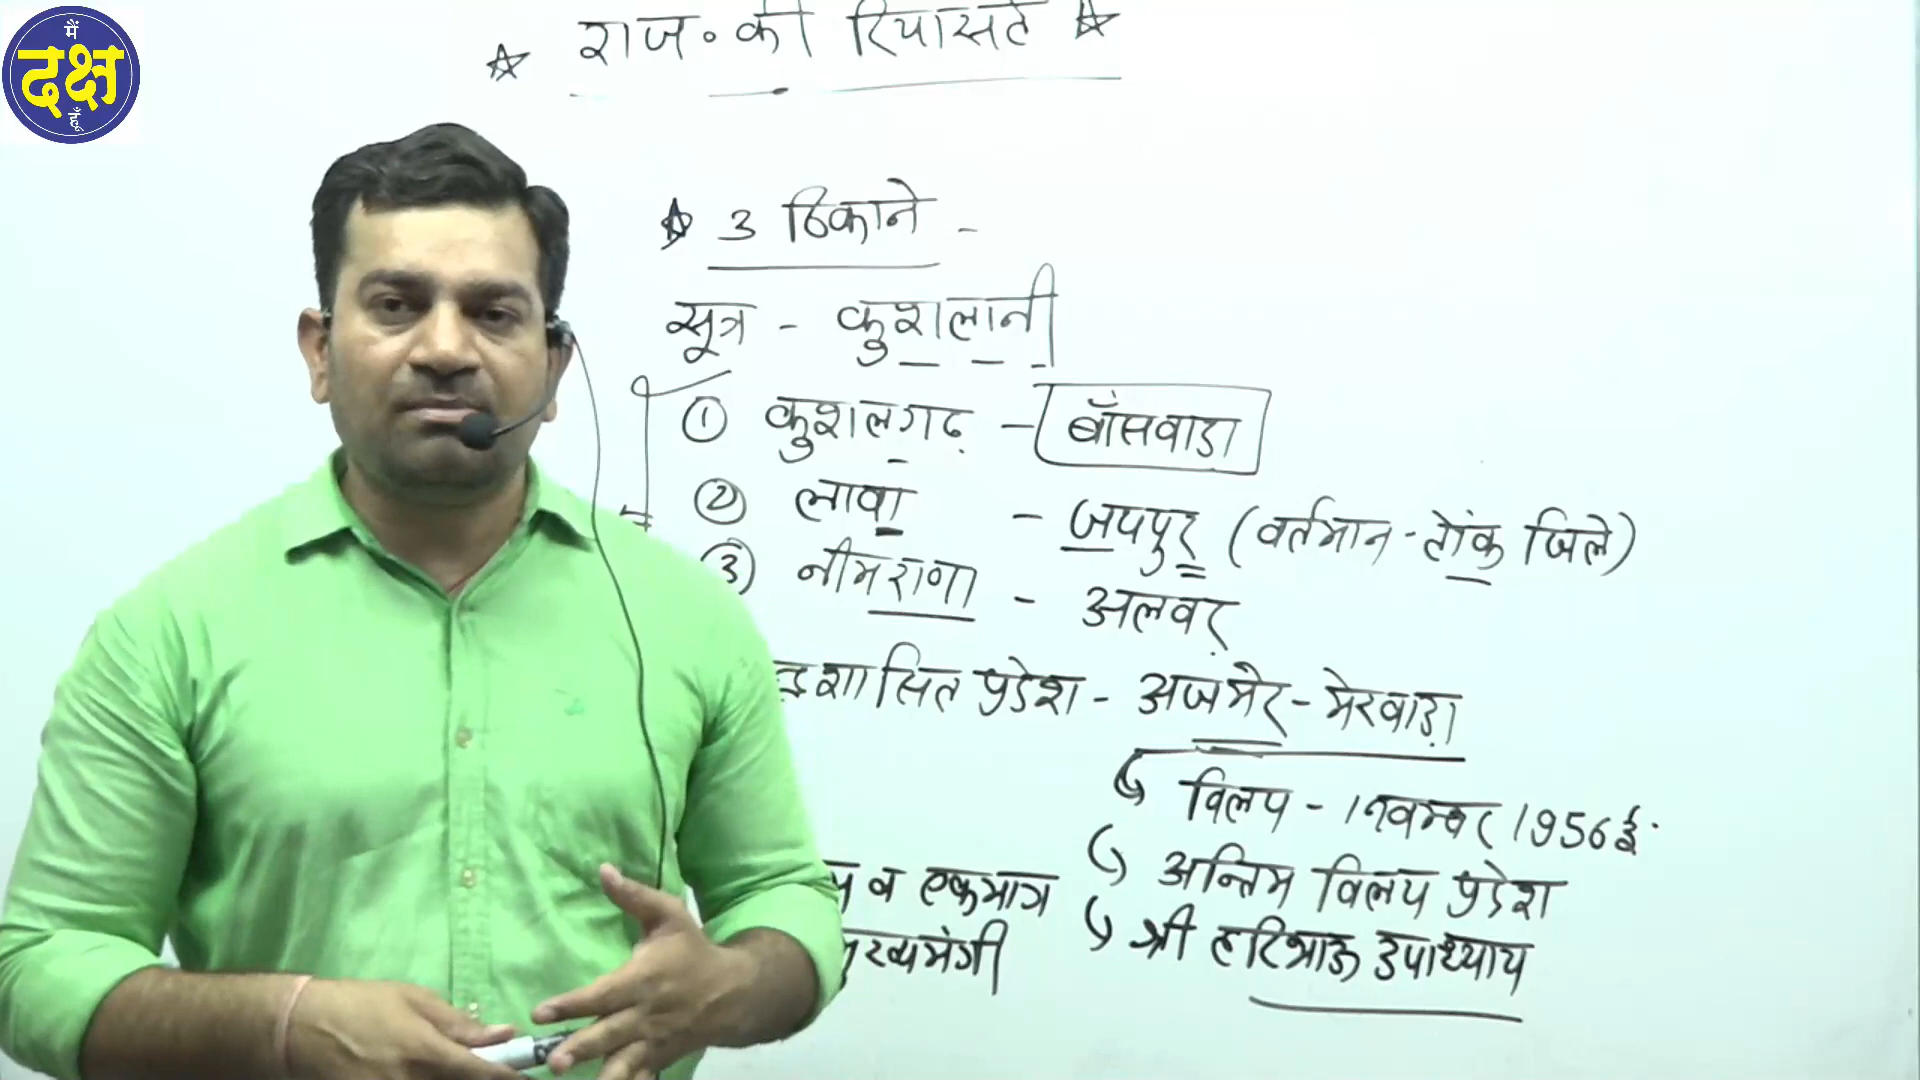 मैं
दक्ष
हूँ
राज॰ की रियासतें
3 ठिकाने -
सूत्र - कुशलानी
① कुशलगढ़ - बाँसवाड़ा
② लावा - जयपुर (वर्तमान - टोंक जिले)
③ नीमराणा - अलवर
शासित प्रदेश - अजमेर - मेरवाड़ा
विलय - 1 नवम्बर 1956 ई.
अन्तिम विलय प्रदेश
व एकमात्र
श्री हरिभाऊ उपाध्याय
मुख्यमंत्री